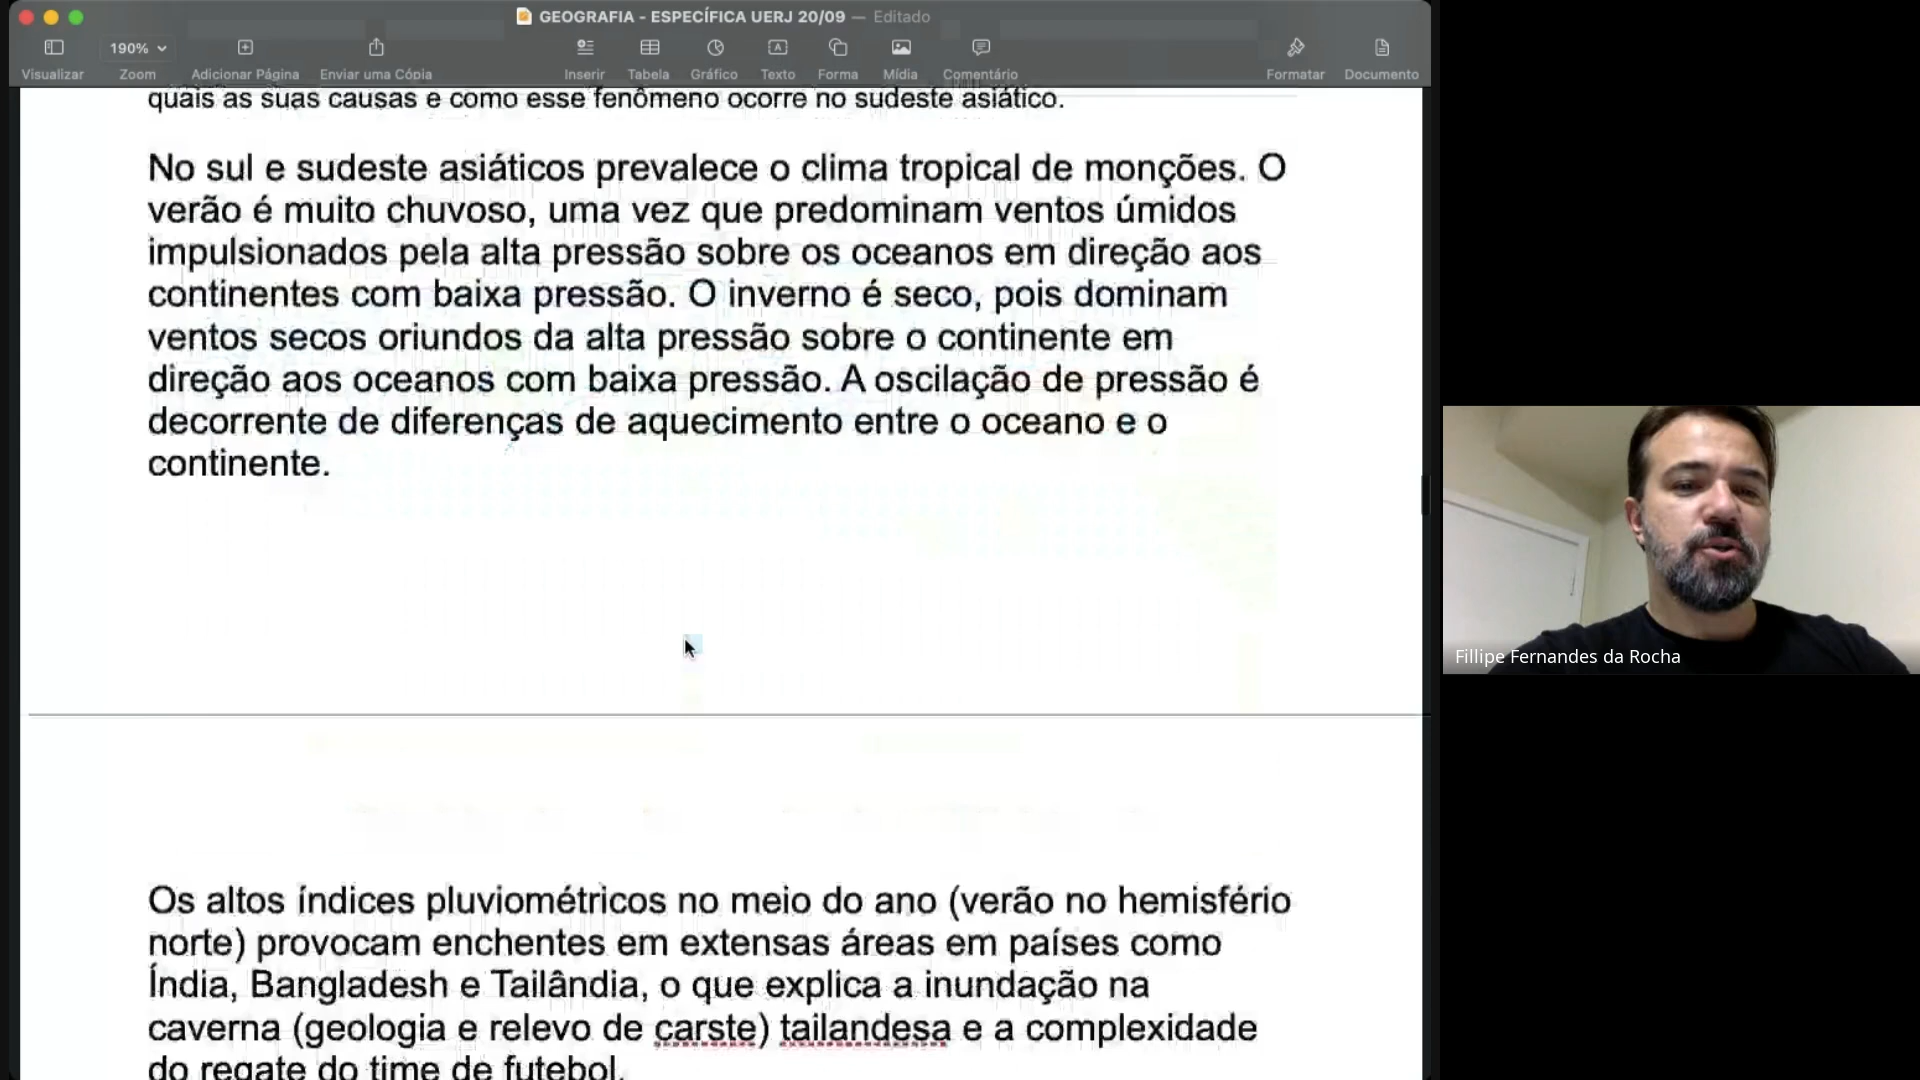 GEOGRAFIA - ESPECÍFICA UERJ 20/09 — Editado
190%
Visualizar Zoom Adicionar Página Enviar uma Cópia Inserir Tabela Gráfico Texto Forma Mídia Comentário Formatar Documento
quais as suas causas e como esse fenômeno ocorre no sudeste asiático.
No sul e sudeste asiáticos prevalece o clima tropical de monções. O
verão é muito chuvoso, uma vez que predominam ventos úmidos
impulsionados pela alta pressão sobre os oceanos em direção aos
continentes com baixa pressão. O inverno é seco, pois dominam
ventos secos oriundos da alta pressão sobre o continente em
direção aos oceanos com baixa pressão. A oscilação de pressão é
decorrente de diferenças de aquecimento entre o oceano e o
continente.
Fillipe Fernandes da Rocha
Os altos índices pluviométricos no meio do ano (verão no hemisfério
norte) provocam enchentes em extensas áreas em países como
Índia, Bangladesh e Tailândia, o que explica a inundação na
caverna (geologia e relevo de carste) tailandesa e a complexidade
do regate do time de futebol.